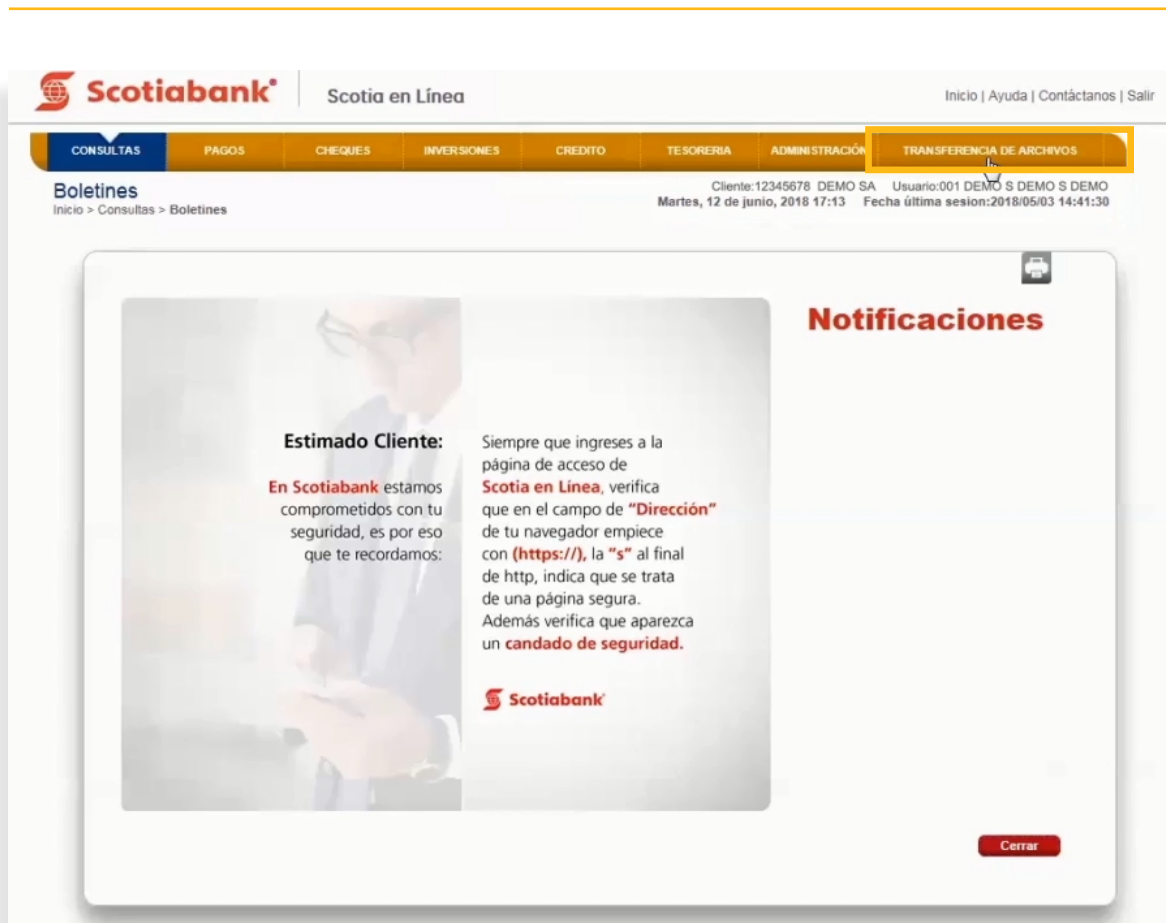 Scotiabank
Scotia en Línea
Inicio | Ayuda | Contáctanos | Salir
CONSULTAS PAGOS CHEQUES INVERSIONES CREDITO TESORERIA ADMINISTRACIÓN TRANSFERENCIA DE ARCHIVOS
Boletines
Inicio > Consultas > Boletines
Cliente:12345678 DEMO SA Usuario:001 DEMO S DEMO S DEMO
Martes, 12 de junio, 2018 17:13 Fecha última sesion:2018/05/03 14:41:30
Notificaciones
Estimado Cliente:
En Scotiabank estamos
comprometidos con tu
seguridad, es por eso
que te recordamos:
Siempre que ingreses a la
página de acceso de
Scotia en Línea, verifica
que en el campo de "Dirección"
de tu navegador empiece
con (https://), la "s" al final
de http, indica que se trata
de una página segura.
Además verifica que aparezca
un candado de seguridad.
Scotiabank
Cerrar